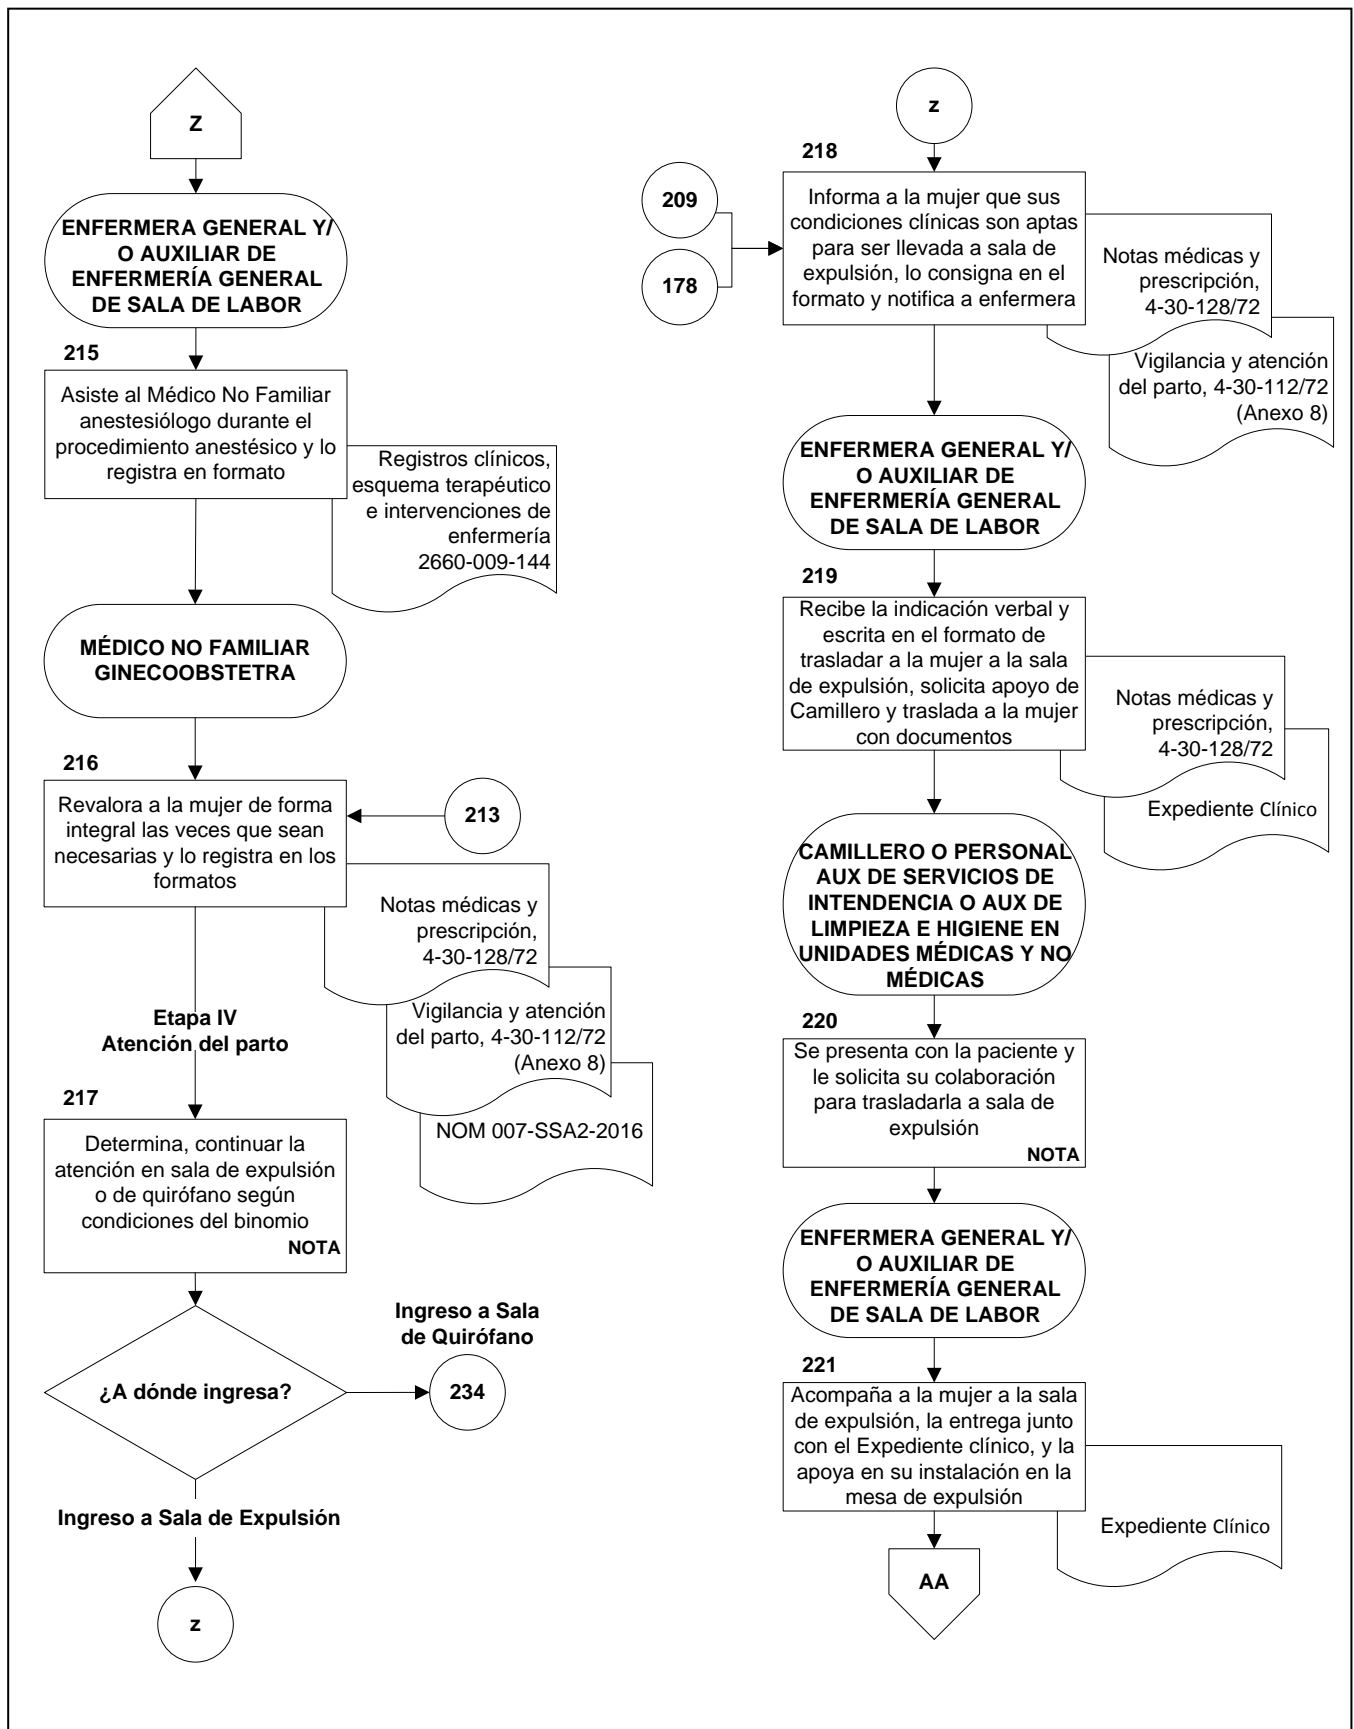 Z
ENFERMERA GENERAL Y/
O AUXILIAR DE
ENFERMERÍA GENERAL
DE SALA DE LABOR
215
Asiste al Médico No Familiar
anestesiólogo durante el
procedimiento anestésico y lo
registra en formato
Registros clínicos,
esquema terapéutico
e intervenciones de
enfermería
2660-009-144
MÉDICO NO FAMILIAR
GINECOOBSTETRA
216
Revalora a la mujer de forma
integral las veces que sean
necesarias y lo registra en los
formatos
213
Notas médicas y
prescripción,
4-30-128/72
Vigilancia y atención
del parto, 4-30-112/72
(Anexo 8)
NOM 007-SSA2-2016
Etapa IV
Atención del parto
217
Determina, continuar la
atención en sala de expulsión
o de quirófano según
condiciones del binomio
NOTA
¿A dónde ingresa?
Ingreso a Sala
de Quirófano
234
Ingreso a Sala de Expulsión
z
z
218
209
178
Informa a la mujer que sus
condiciones clínicas son aptas
para ser llevada a sala de
expulsión, lo consigna en el
formato y notifica a enfermera
Notas médicas y
prescripción,
4-30-128/72
Vigilancia y atención
del parto, 4-30-112/72
(Anexo 8)
ENFERMERA GENERAL Y/
O AUXILIAR DE
ENFERMERÍA GENERAL
DE SALA DE LABOR
219
Recibe la indicación verbal y
escrita en el formato de
trasladar a la mujer a la sala
de expulsión, solicita apoyo de
Camillero y traslada a la mujer
con documentos
Notas médicas y
prescripción,
4-30-128/72
Expediente Clínico
CAMILLERO O PERSONAL
AUX DE SERVICIOS DE
INTENDENCIA O AUX DE
LIMPIEZA E HIGIENE EN
UNIDADES MÉDICAS Y NO
MÉDICAS
220
Se presenta con la paciente y
le solicita su colaboración
para trasladarla a sala de
expulsión
NOTA
ENFERMERA GENERAL Y/
O AUXILIAR DE
ENFERMERÍA GENERAL
DE SALA DE LABOR
221
Acompaña a la mujer a la sala
de expulsión, la entrega junto
con el Expediente clínico, y la
apoya en su instalación en la
mesa de expulsión
Expediente Clínico
AA